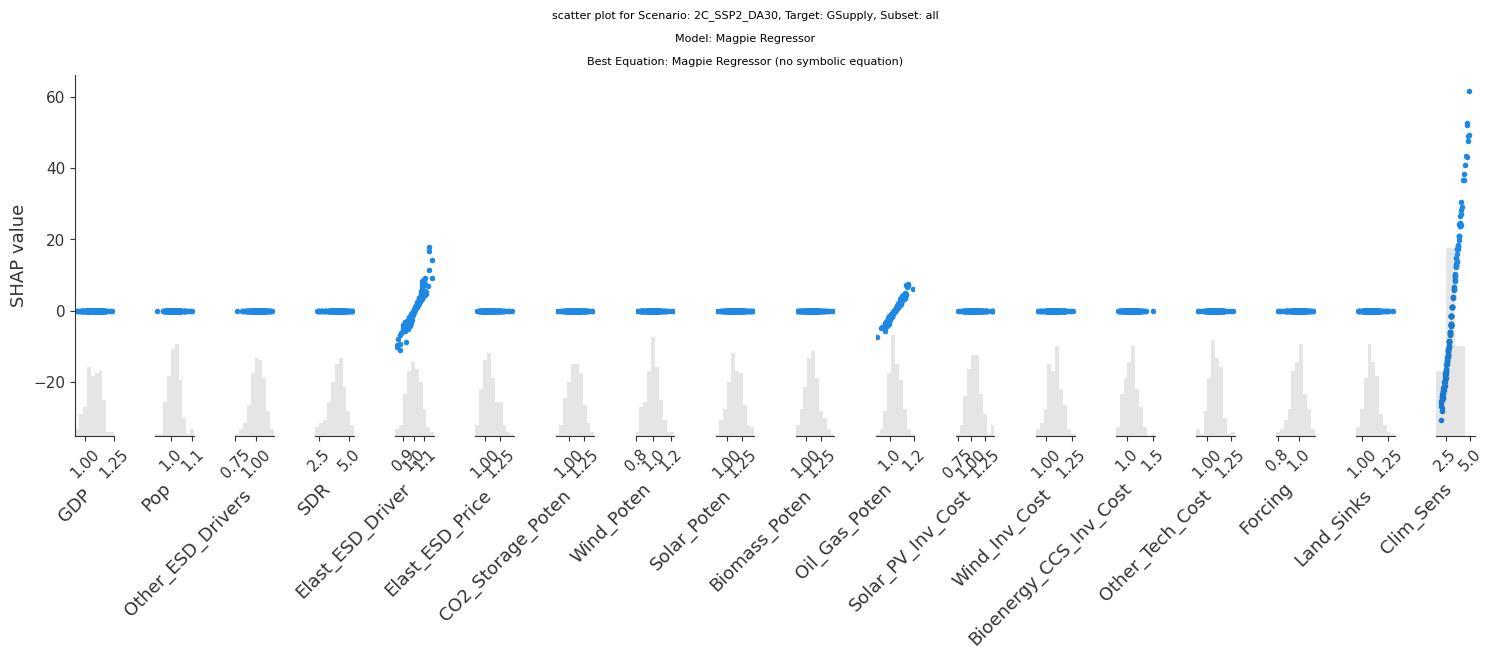 scatter plot for Scenario: 2C_SSP2_DA30, Target: GSupply, Subset: all
Model: Magpie Regressor
Best Equation: Magpie Regressor (no symbolic equation)
60
40
20
0
−20
SHAP value
1.00 1.25
1.0 1.1
0.75 1.00
2.5 5.0
0.9 1.0 1.1
1.00 1.25
1.00 1.25
0.8 1.0 1.2
1.00 1.25
1.00 1.25
1.0 1.2
0.75 1.00 1.25
1.00 1.25
1.0 1.5
1.00 1.25
0.8 1.0
1.00 1.25
2.5 5.0
GDP
Pop
Other_ESD_Drivers
SDR
Elast_ESD_Driver
Elast_ESD_Price
CO2_Storage_Poten
Wind_Poten
Solar_Poten
Biomass_Poten
Oil_Gas_Poten
Solar_PV_Inv_Cost
Wind_Inv_Cost
Bioenergy_CCS_Inv_Cost
Other_Tech_Cost
Forcing
Land_Sinks
Clim_Sens